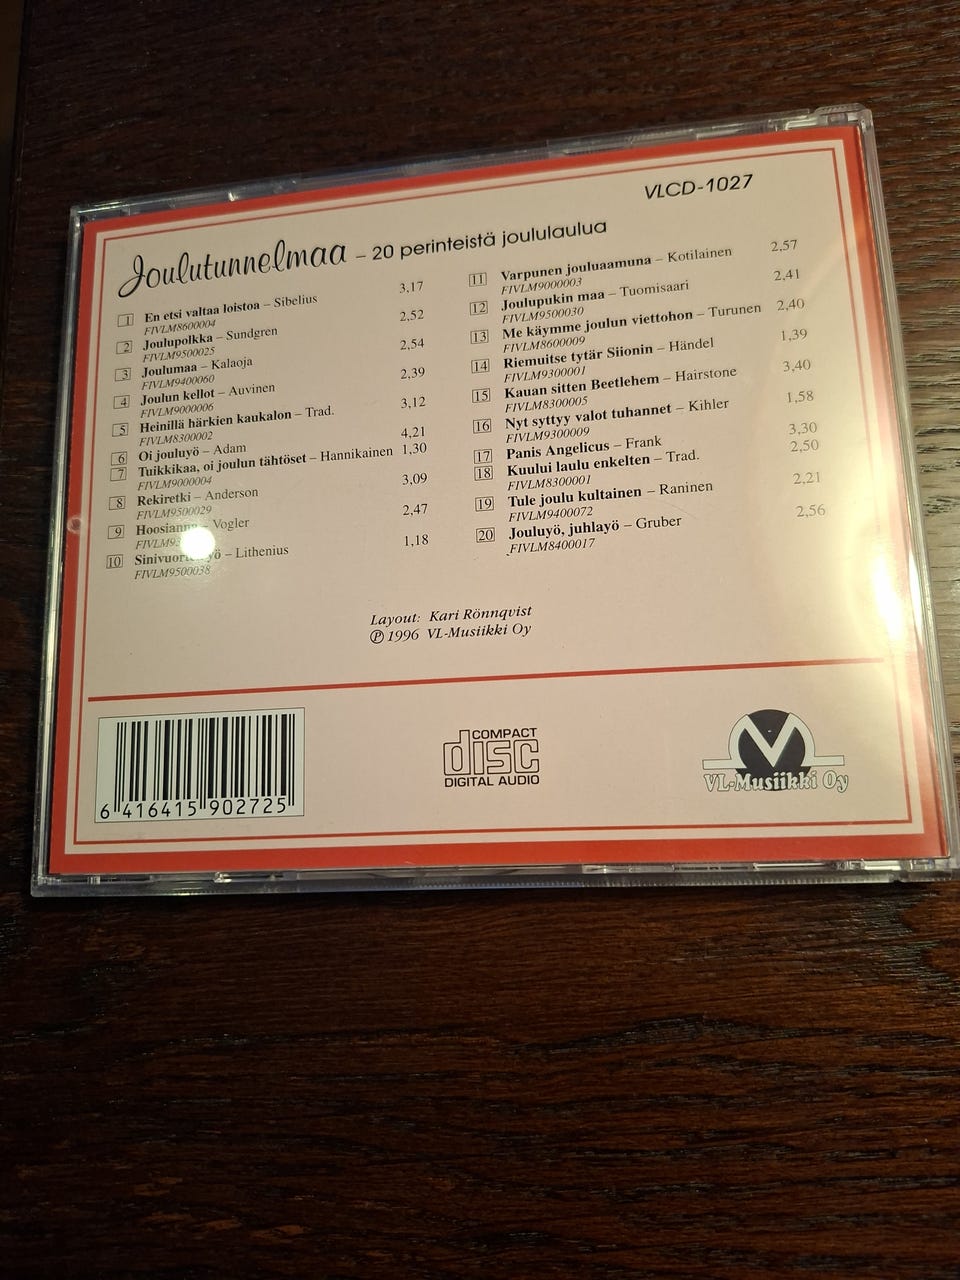 VLCD-1027
Joulutunnelmaa – 20 perinteistä joululaulua
1 En etsi valtaa loistoa – Sibelius 3,17
FIVLM8600004
2 Joulupolkka – Sundgren 2,52
FIVLM9500025
3 Joulumaa – Kalaoja 2,54
FIVLM9400060
4 Joulun kellot – Auvinen 2,39
FIVLM9000006
5 Heinillä härkien kaukalon – Trad. 3,12
FIVLM8300002
6 Oi jouluyö – Adam 4,21
7 Tuikkikaa, oi joulun tähtöset – Hannikainen 1,30
FIVLM9000004
8 Rekiretki – Anderson 3,09
FIVLM9500029
9 Hoosianna – Vogler 2,47
10 Sinivuorten yö – Lithenius 1,18
FIVLM9500038
11 Varpunen jouluaamuna – Kotilainen 2,57
FIVLM9000003
12 Joulupukin maa – Tuomisaari 2,41
FIVLM9500030
13 Me käymme joulun viettohon – Turunen 2,40
FIVLM8600009
14 Riemuitse tytär Siionin – Händel 1,39
FIVLM9300001
15 Kauan sitten Beetlehem – Hairstone 3,40
FIVLM8300005
16 Nyt syttyy valot tuhannet – Kihler 1,58
FIVLM9300009
17 Panis Angelicus – Frank 3,30
18 Kuului laulu enkelten – Trad. 2,50
FIVLM8300001
19 Tule joulu kultainen – Raninen 2,21
FIVLM9400072
20 Jouluyö, juhlayö – Gruber 2,56
FIVLM8400017
Layout: Kari Rönnqvist
℗ 1996 VL-Musiikki Oy
6 416415 902725
COMPACT
disc
DIGITAL AUDIO
VL-Musiikki Oy